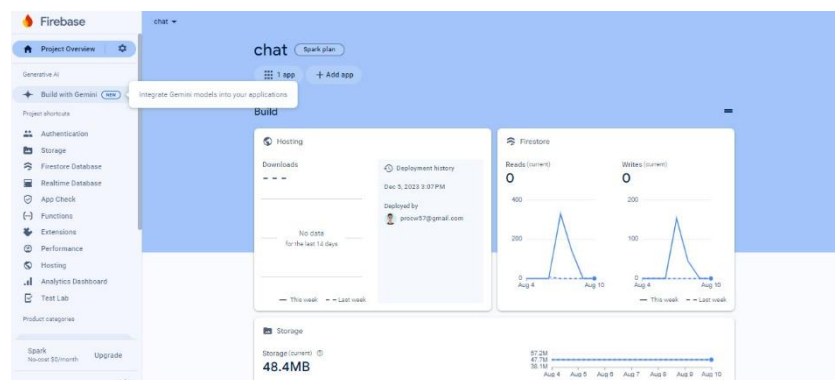 Firebase
Project Overview
Generative AI
Build with Gemini NEW
Project shortcuts
Authentication
Storage
Firestore Database
Realtime Database
App Check
Functions
Extensions
Performance
Hosting
Analytics Dashboard
Test Lab
Product categories
Spark
No-cost $0/month
Upgrade
chat
chat Spark plan
1 app + Add app
Integrate Gemini models into your applications
Build
Hosting
Downloads
- - -
No data
for the last 14 days
This week Last week
Deployment history
Dec 5, 2023 3:07 PM
Deployed by
procw57@gmail.com
Firestore
Reads (current)
0
400
200
0
Aug 4 Aug 10
Writes (current)
0
200
100
0
Aug 4 Aug 10
This week Last week
Storage
Storage (current)
48.4MB
57.2M
47.7M
38.1M
Aug 4 Aug 5 Aug 6 Aug 7 Aug 8 Aug 9 Aug 10